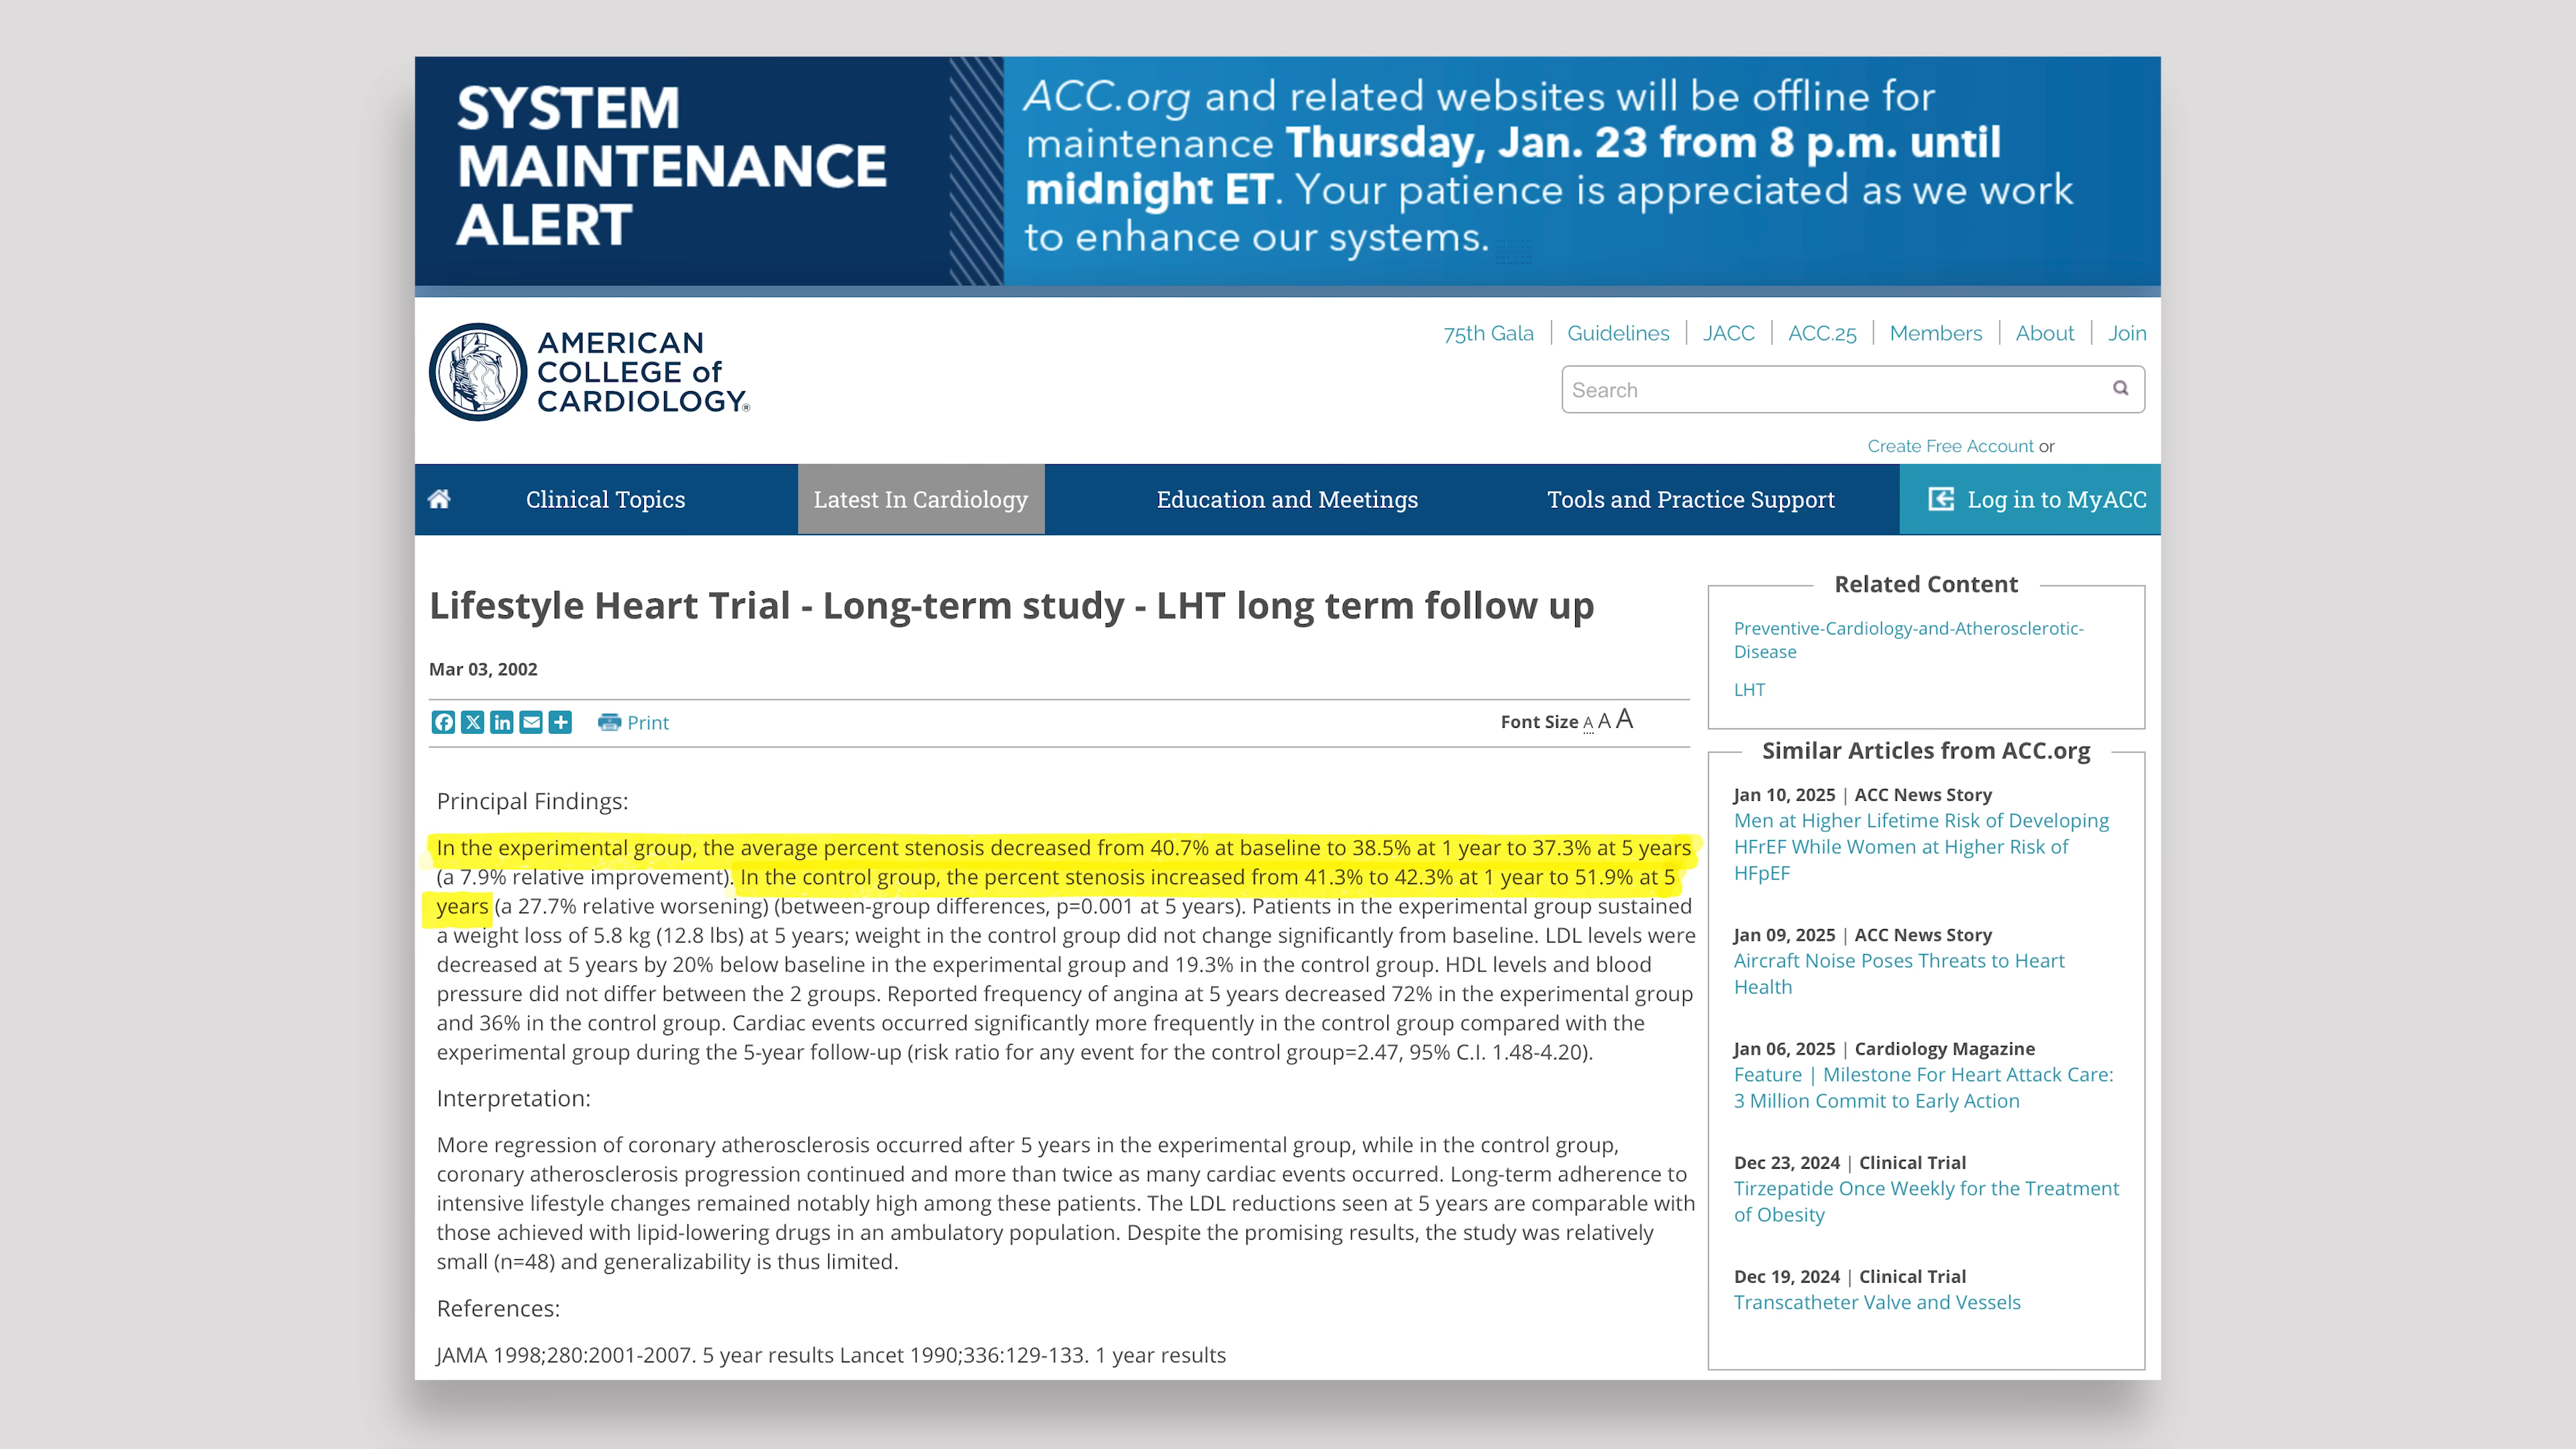 SYSTEM
MAINTENANCE
ALERT
ACC.org and related websites will be offline for
maintenance Thursday, Jan. 23 from 8 p.m. until
midnight ET. Your patience is appreciated as we work
to enhance our systems.
AMERICAN
COLLEGE of
CARDIOLOGY®
75th Gala | Guidelines | JACC | ACC.25 | Members | About | Join
Search
Create Free Account or
Clinical Topics
Latest In Cardiology
Education and Meetings
Tools and Practice Support
Log in to MyACC
Lifestyle Heart Trial - Long-term study - LHT long term follow up
Mar 03, 2002
Print
Font Size A A A
Principal Findings:
In the experimental group, the average percent stenosis decreased from 40.7% at baseline to 38.5% at 1 year to 37.3% at 5 years
(a 7.9% relative improvement). In the control group, the percent stenosis increased from 41.3% to 42.3% at 1 year to 51.9% at 5
years (a 27.7% relative worsening) (between-group differences, p=0.001 at 5 years). Patients in the experimental group sustained
a weight loss of 5.8 kg (12.8 lbs) at 5 years; weight in the control group did not change significantly from baseline. LDL levels were
decreased at 5 years by 20% below baseline in the experimental group and 19.3% in the control group. HDL levels and blood
pressure did not differ between the 2 groups. Reported frequency of angina at 5 years decreased 72% in the experimental group
and 36% in the control group. Cardiac events occurred significantly more frequently in the control group compared with the
experimental group during the 5-year follow-up (risk ratio for any event for the control group=2.47, 95% C.I. 1.48-4.20).
Interpretation:
More regression of coronary atherosclerosis occurred after 5 years in the experimental group, while in the control group,
coronary atherosclerosis progression continued and more than twice as many cardiac events occurred. Long-term adherence to
intensive lifestyle changes remained notably high among these patients. The LDL reductions seen at 5 years are comparable with
those achieved with lipid-lowering drugs in an ambulatory population. Despite the promising results, the study was relatively
small (n=48) and generalizability is thus limited.
References:
JAMA 1998;280:2001-2007. 5 year results Lancet 1990;336:129-133. 1 year results
Related Content
Preventive-Cardiology-and-Atherosclerotic-
Disease
LHT
Similar Articles from ACC.org
Jan 10, 2025 | ACC News Story
Men at Higher Lifetime Risk of Developing
HFrEF While Women at Higher Risk of
HFpEF
Jan 09, 2025 | ACC News Story
Aircraft Noise Poses Threats to Heart
Health
Jan 06, 2025 | Cardiology Magazine
Feature | Milestone For Heart Attack Care:
3 Million Commit to Early Action
Dec 23, 2024 | Clinical Trial
Tirzepatide Once Weekly for the Treatment
of Obesity
Dec 19, 2024 | Clinical Trial
Transcatheter Valve and Vessels